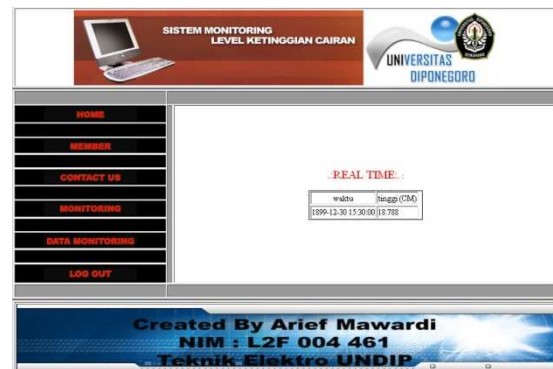 SISTEM MONITORING
LEVEL KETINGGIAN CAIRAN
UNIVERSITAS
DIPONEGORO
HOME
MEMBER
CONTACT US
MONITORING
DATA MONITORING
LOG OUT
.:REAL TIME:. :
waktu tinggi (CM)
1899-12-30 15:30:00 18.788
Created By Arief Mawardi
NIM : L2F 004 461
Teknik Elektro UNDIP